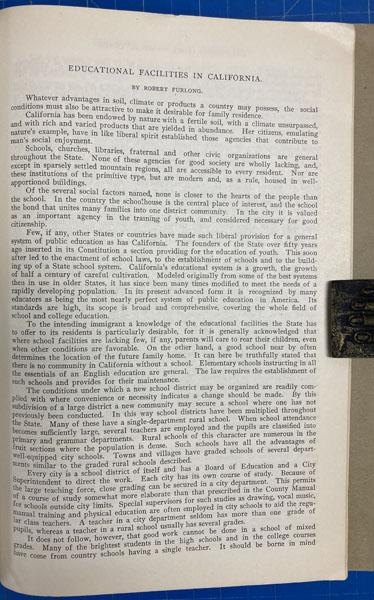 EDUCATIONAL FACILITIES IN CALIFORNIA.
BY ROBERT FURLONG.
Whatever advantages in soil, climate or products a country may possess, the social
conditions must also be attractive to make it desirable for family residence.
California has been endowed by nature with a fertile soil, with a climate unsurpassed,
and with rich and varied products that are yielded in abundance. Her citizens, emulating
nature's example, have in like liberal spirit established those agencies that contribute to
man's social enjoyment.
Schools, churches, libraries, fraternal and other civic organizations are general
throughout the State. None of these agencies for good society are wholly lacking, and,
except in sparsely settled mountain regions, all are accessible to every resident. Nor are
these institutions of the primitive type, but are modern and, as a rule, housed in well-
apportioned buildings.
Of the several social factors named, none is closer to the hearts of the people than
the school. In the country the schoolhouse is the central place of interest, and the school
the bond that unites many families into one district community. In the city it is valued
as an important agency in the training of youth, and considered necessary for good
citizenship.
Few, if any, other States or countries have made such liberal provision for a general
system of public education as has California. The founders of the State over fifty years
ago inserted in its Constitution a section providing for the education of youth. This soon
after led to the enactment of school laws, to the establishment of schools and to the build-
ing up of a State school system. California's educational system is a growth, the growth
of half a century of careful cultivation. Modeled originally from some of the best systems
then in use in older States, it has since been many times modified to meet the needs of a
rapidly developing population. In its present advanced form it is recognized by many
educators as being the most nearly perfect system of public education in America. Its
standards are high, its scope is broad and comprehensive, covering the whole field of
school and college education.
To the intending immigrant a knowledge of the educational facilities the State has
to offer to its residents is particularly desirable, for it is generally acknowledged that
where school facilities are lacking few, if any, parents will care to rear their children, even
when other conditions are favorable. On the other hand, a good school near by often
determines the location of the future family home. It can here be truthfully stated that
there is no community in California without a school. Elementary schools instructing in all
the essentials of an English education are general. The law requires the establishment of
such schools and provides for their maintenance.
The conditions under which a new school district may be organized are readily com-
plied with where convenience or necessity indicates a change should be made. By this
subdivision of a large district a new community may secure a school where one has not
previously been conducted. In this way school districts have been multiplied throughout
the State. Many of these have a single-department rural school. When school attendance
becomes sufficiently large, several teachers are employed and the pupils are classified into
primary and grammar departments. Rural schools of this character are numerous in the
fruit sections where the population is dense. Such schools have all the advantages of
well-equipped city schools. Towns and villages have graded schools of several depart-
ments similar to the graded rural schools described.
Every city is a school district of itself and has a Board of Education and a City
Superintendent to direct the work. Each city has its own course of study. Because of
the large teaching force, close grading can be secured in a city department. This permits
of a course of study somewhat more elaborate than that prescribed in the County Manual
for schools outside city limits. Special supervisors for such studies as drawing, vocal music,
manual training and physical education are often employed in city schools to aid the regu-
lar class teachers. A teacher in a city department seldom has more than one grade of
pupils, whereas a teacher in a rural school usually has several grades.
It does not follow, however, that good work cannot be done in a school of mixed
grades. Many of the brightest students in the high schools and in the college courses
have come from country schools having a single teacher. It should be borne in mind